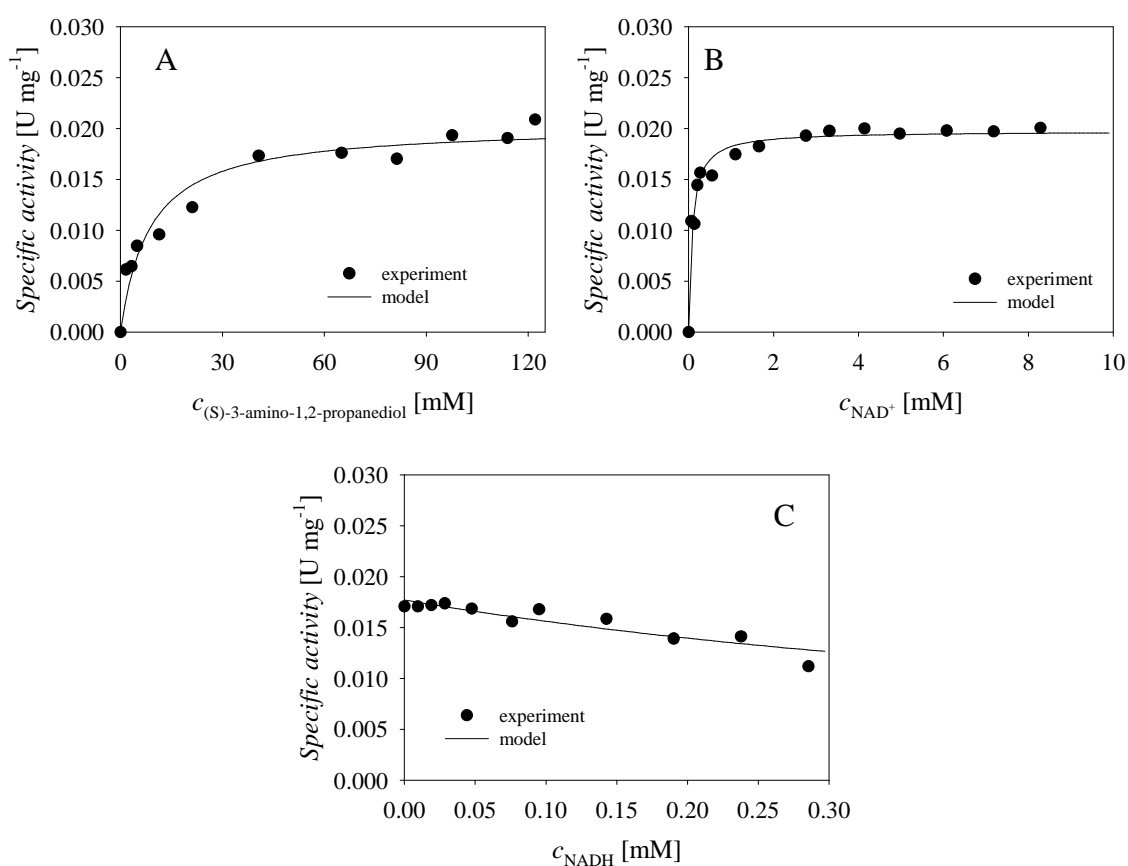 A
Specific activity [U mg⁻¹]
0.030
0.025
0.020
0.015
0.010
0.005
0.000
experiment
model
0 30 60 90 120
c(S)-3-amino-1,2-propanediol [mM]
B
Specific activity [U mg⁻¹]
0.030
0.025
0.020
0.015
0.010
0.005
0.000
experiment
model
0 2 4 6 8 10
cNAD⁺ [mM]
C
Specific activity [U mg⁻¹]
0.030
0.025
0.020
0.015
0.010
0.005
0.000
experiment
model
0.00 0.05 0.10 0.15 0.20 0.25 0.30
cNADH [mM]